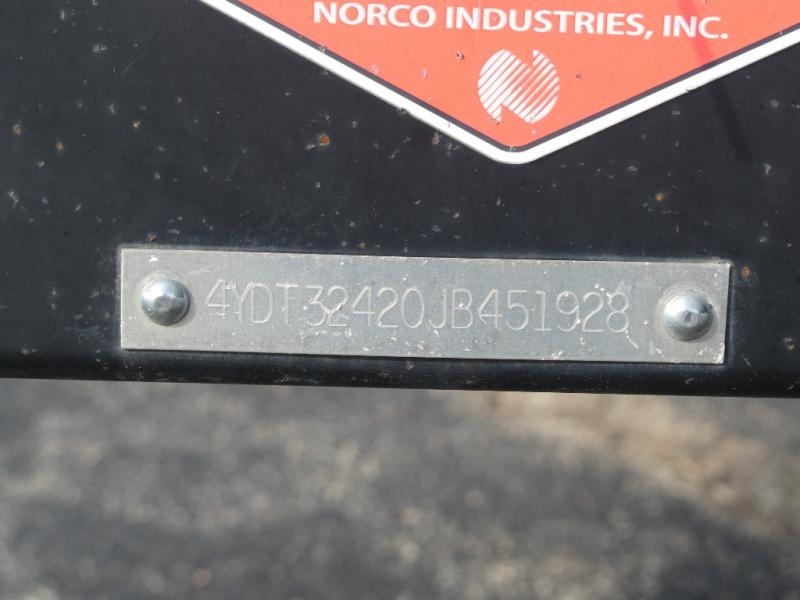 NORCO INDUSTRIES, INC.
4YDT32420JB451928